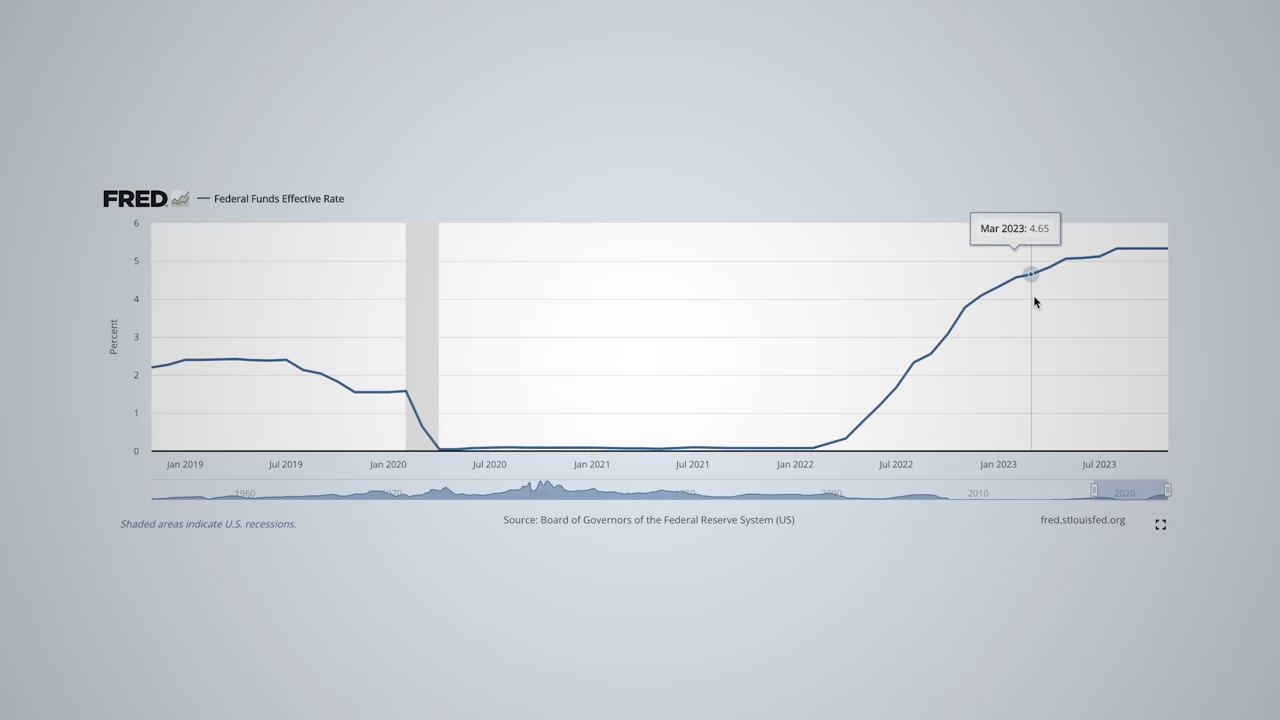 FRED Federal Funds Effective Rate
Mar 2023: 4.65
6
5
4
3
2
1
0
Percent
Jan 2019 Jul 2019 Jan 2020 Jul 2020 Jan 2021 Jul 2021 Jan 2022 Jul 2022 Jan 2023 Jul 2023
1960 1970 2000 2010 2020
Shaded areas indicate U.S. recessions.
Source: Board of Governors of the Federal Reserve System (US)
fred.stlouisfed.org